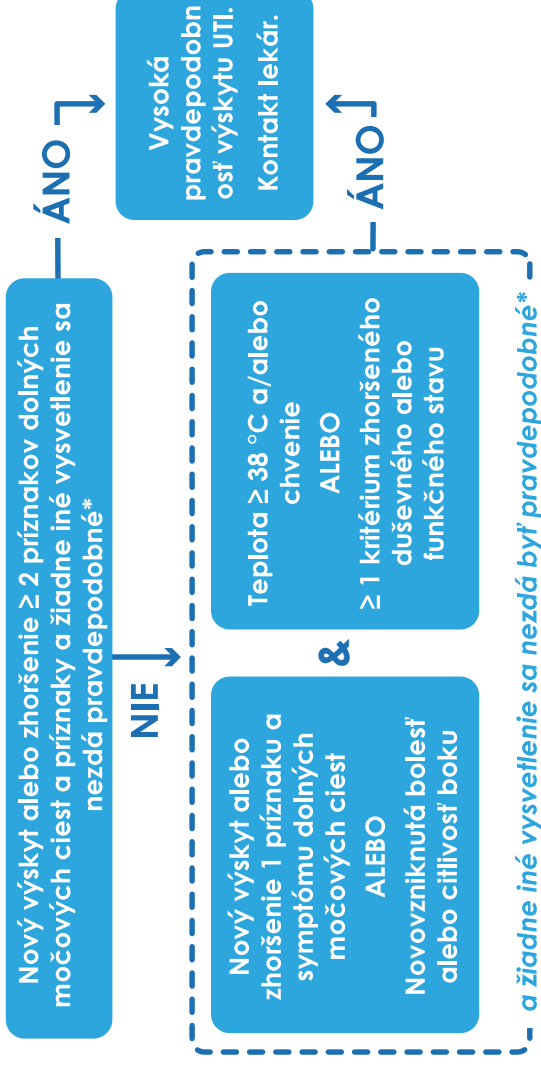 Nový výskyt alebo zhoršenie ≥ 2 príznakov dolných
močových ciest a príznaky a žiadne iné vysvetlenie sa
nezdá pravdepodobné*
ÁNO
Vysoká
pravdepodobn
osť výskytu UTI.
Kontakt lekár.
NIE
Nový výskyt alebo
zhoršenie 1 príznaku a
symptómu dolných
močových ciest
ALEBO
Novovzniknutá bolesť
alebo citlivosť boku
&
Teplota ≥ 38 °C a/alebo
chvenie
ALEBO
≥ 1 kritérium zhoršeného
duševného alebo
funkčného stavu
ÁNO
a žiadne iné vysvetlenie sa nezdá byť pravdepodobné*